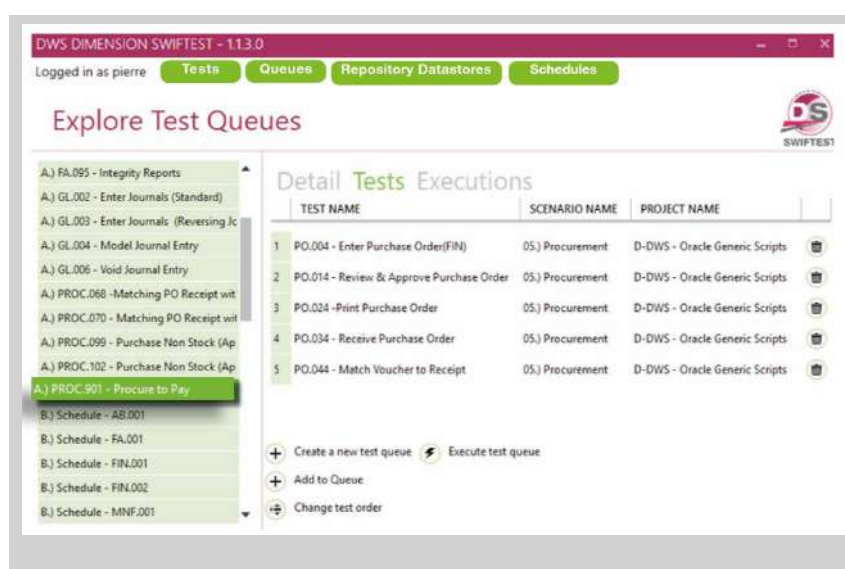 DWS DIMENSION SWIFTEST - 1.1.3.0
Logged in as pierre Tests Queues Repository Datastores Schedules
Explore Test Queues
DS
SWIFTEST
A.) FA.095 - Integrity Reports
A.) GL.002 - Enter Journals (Standard)
A.) GL.003 - Enter Journals (Reversing Jc
A.) GL.004 - Model Journal Entry
A.) GL.006 - Void Journal Entry
A.) PROC.068 -Matching PO Receipt wit
A.) PROC.070 - Matching PO Receipt wit
A.) PROC.099 - Purchase Non Stock (Ap
A.) PROC.102 - Purchase Non Stock (Ap
A.) PROC.901 - Procure to Pay
B.) Schedule - AB.001
B.) Schedule - FA.001
B.) Schedule - FIN.001
B.) Schedule - FIN.002
B.) Schedule - MNF.001
Detail Tests Executions
TEST NAME SCENARIO NAME PROJECT NAME
1 PO.004 - Enter Purchase Order(FIN) 05.) Procurement D-DWS - Oracle Generic Scripts
2 PO.014 - Review & Approve Purchase Order 05.) Procurement D-DWS - Oracle Generic Scripts
3 PO.024 -Print Purchase Order 05.) Procurement D-DWS - Oracle Generic Scripts
4 PO.034 - Receive Purchase Order 05.) Procurement D-DWS - Oracle Generic Scripts
5 PO.044 - Match Voucher to Receipt 05.) Procurement D-DWS - Oracle Generic Scripts
Create a new test queue Execute test queue
Add to Queue
Change test order